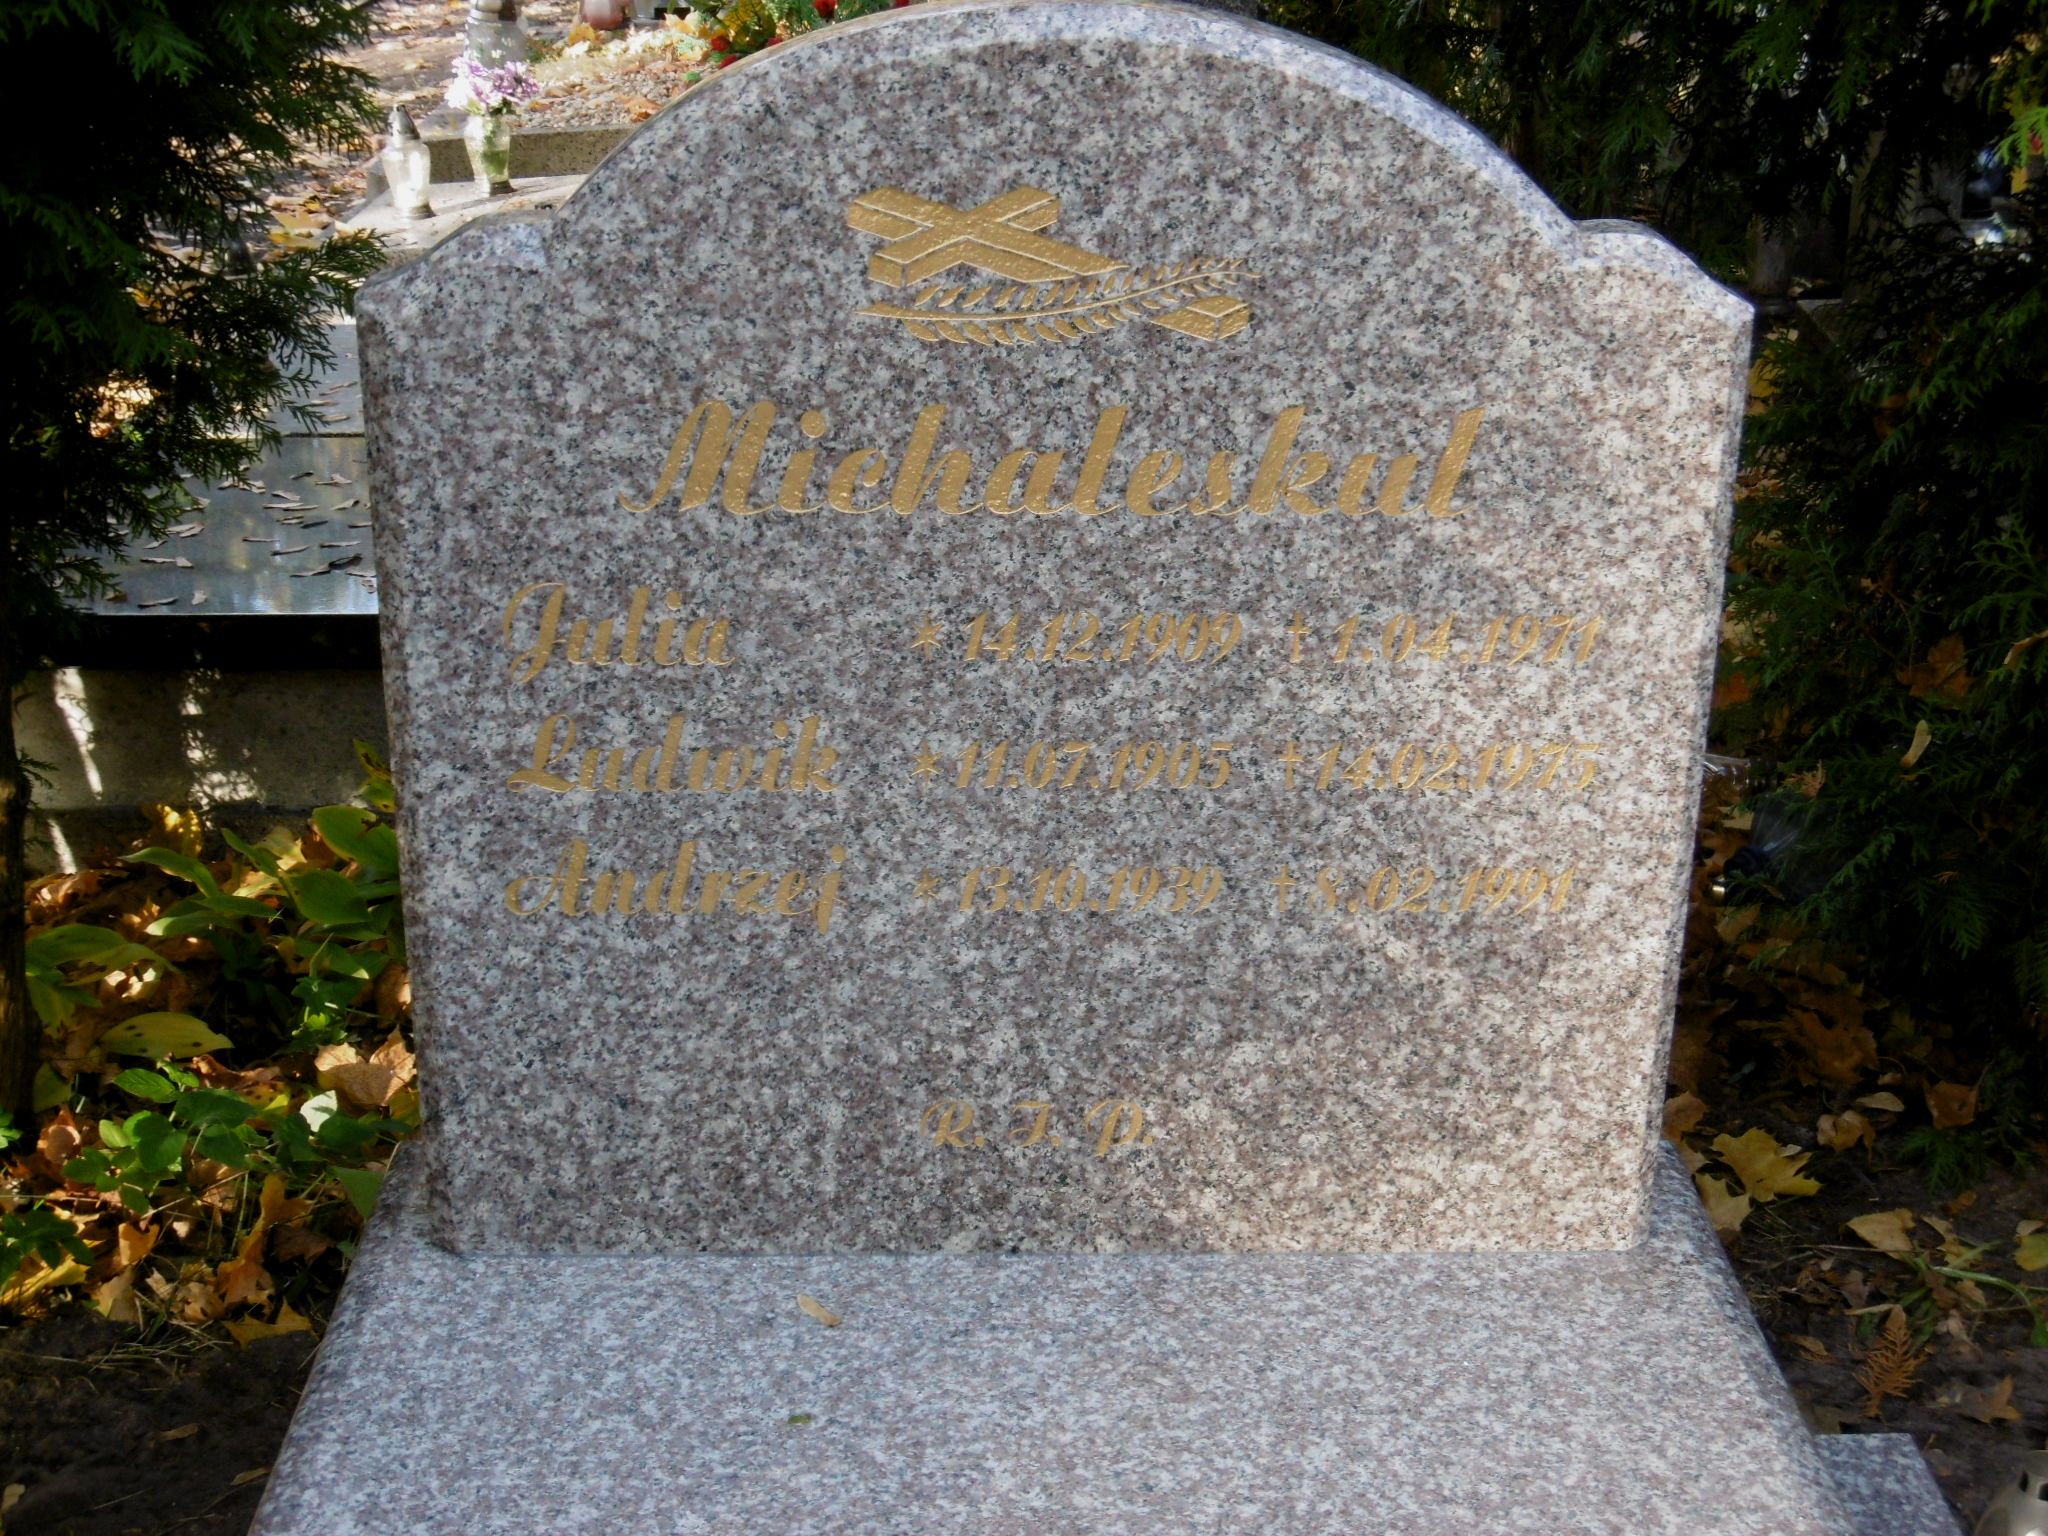 Michaleskul
Julia * 14.12.1909 † 1.04.1971
Ludwik * 11.07.1905 † 14.02.1975
Andrzej * 13.10.1939 † 8.02.1991
R. I. P.